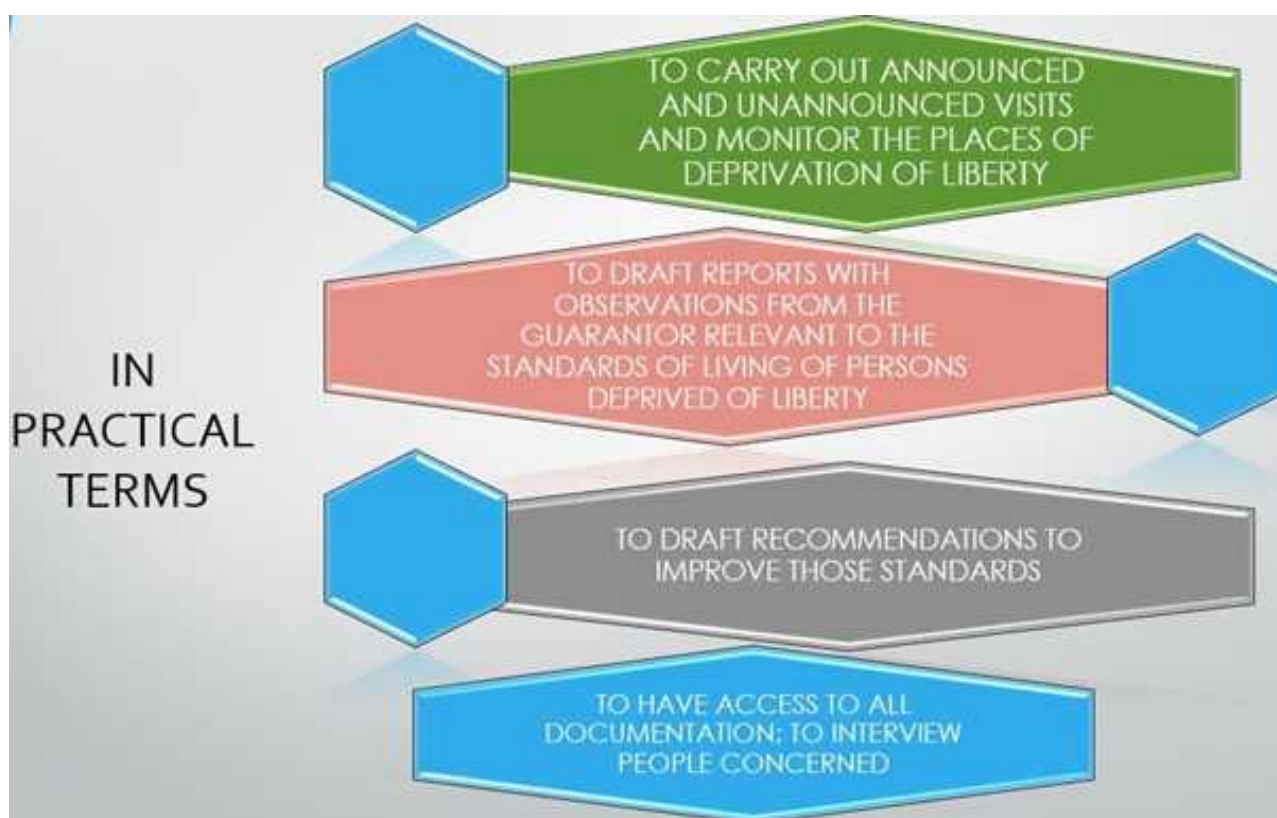 IN
PRACTICAL
TERMS
TO CARRY OUT ANNOUNCED
AND UNANNOUNCED VISITS
AND MONITOR THE PLACES OF
DEPRIVATION OF LIBERTY
TO DRAFT REPORTS WITH
OBSERVATIONS FROM THE
GUARANTOR RELEVANT TO THE
STANDARDS OF LIVING OF PERSONS
DEPRIVED OF LIBERTY
TO DRAFT RECOMMENDATIONS TO
IMPROVE THOSE STANDARDS
TO HAVE ACCESS TO ALL
DOCUMENTATION; TO INTERVIEW
PEOPLE CONCERNED